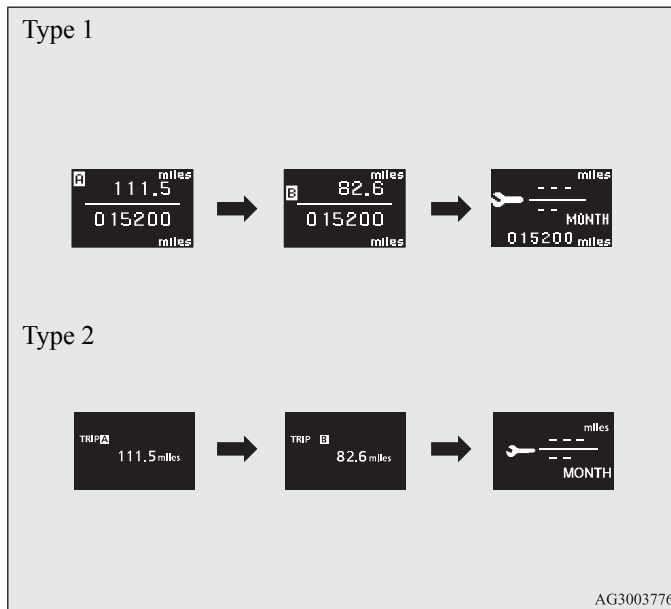 Type 1
A miles
111.5
015200
miles
B miles
82.6
015200
miles
miles
---
-- MONTH
015200 miles
Type 2
TRIP A
111.5 miles
TRIP B
82.6 miles
miles
---
--
MONTH
AG3003776